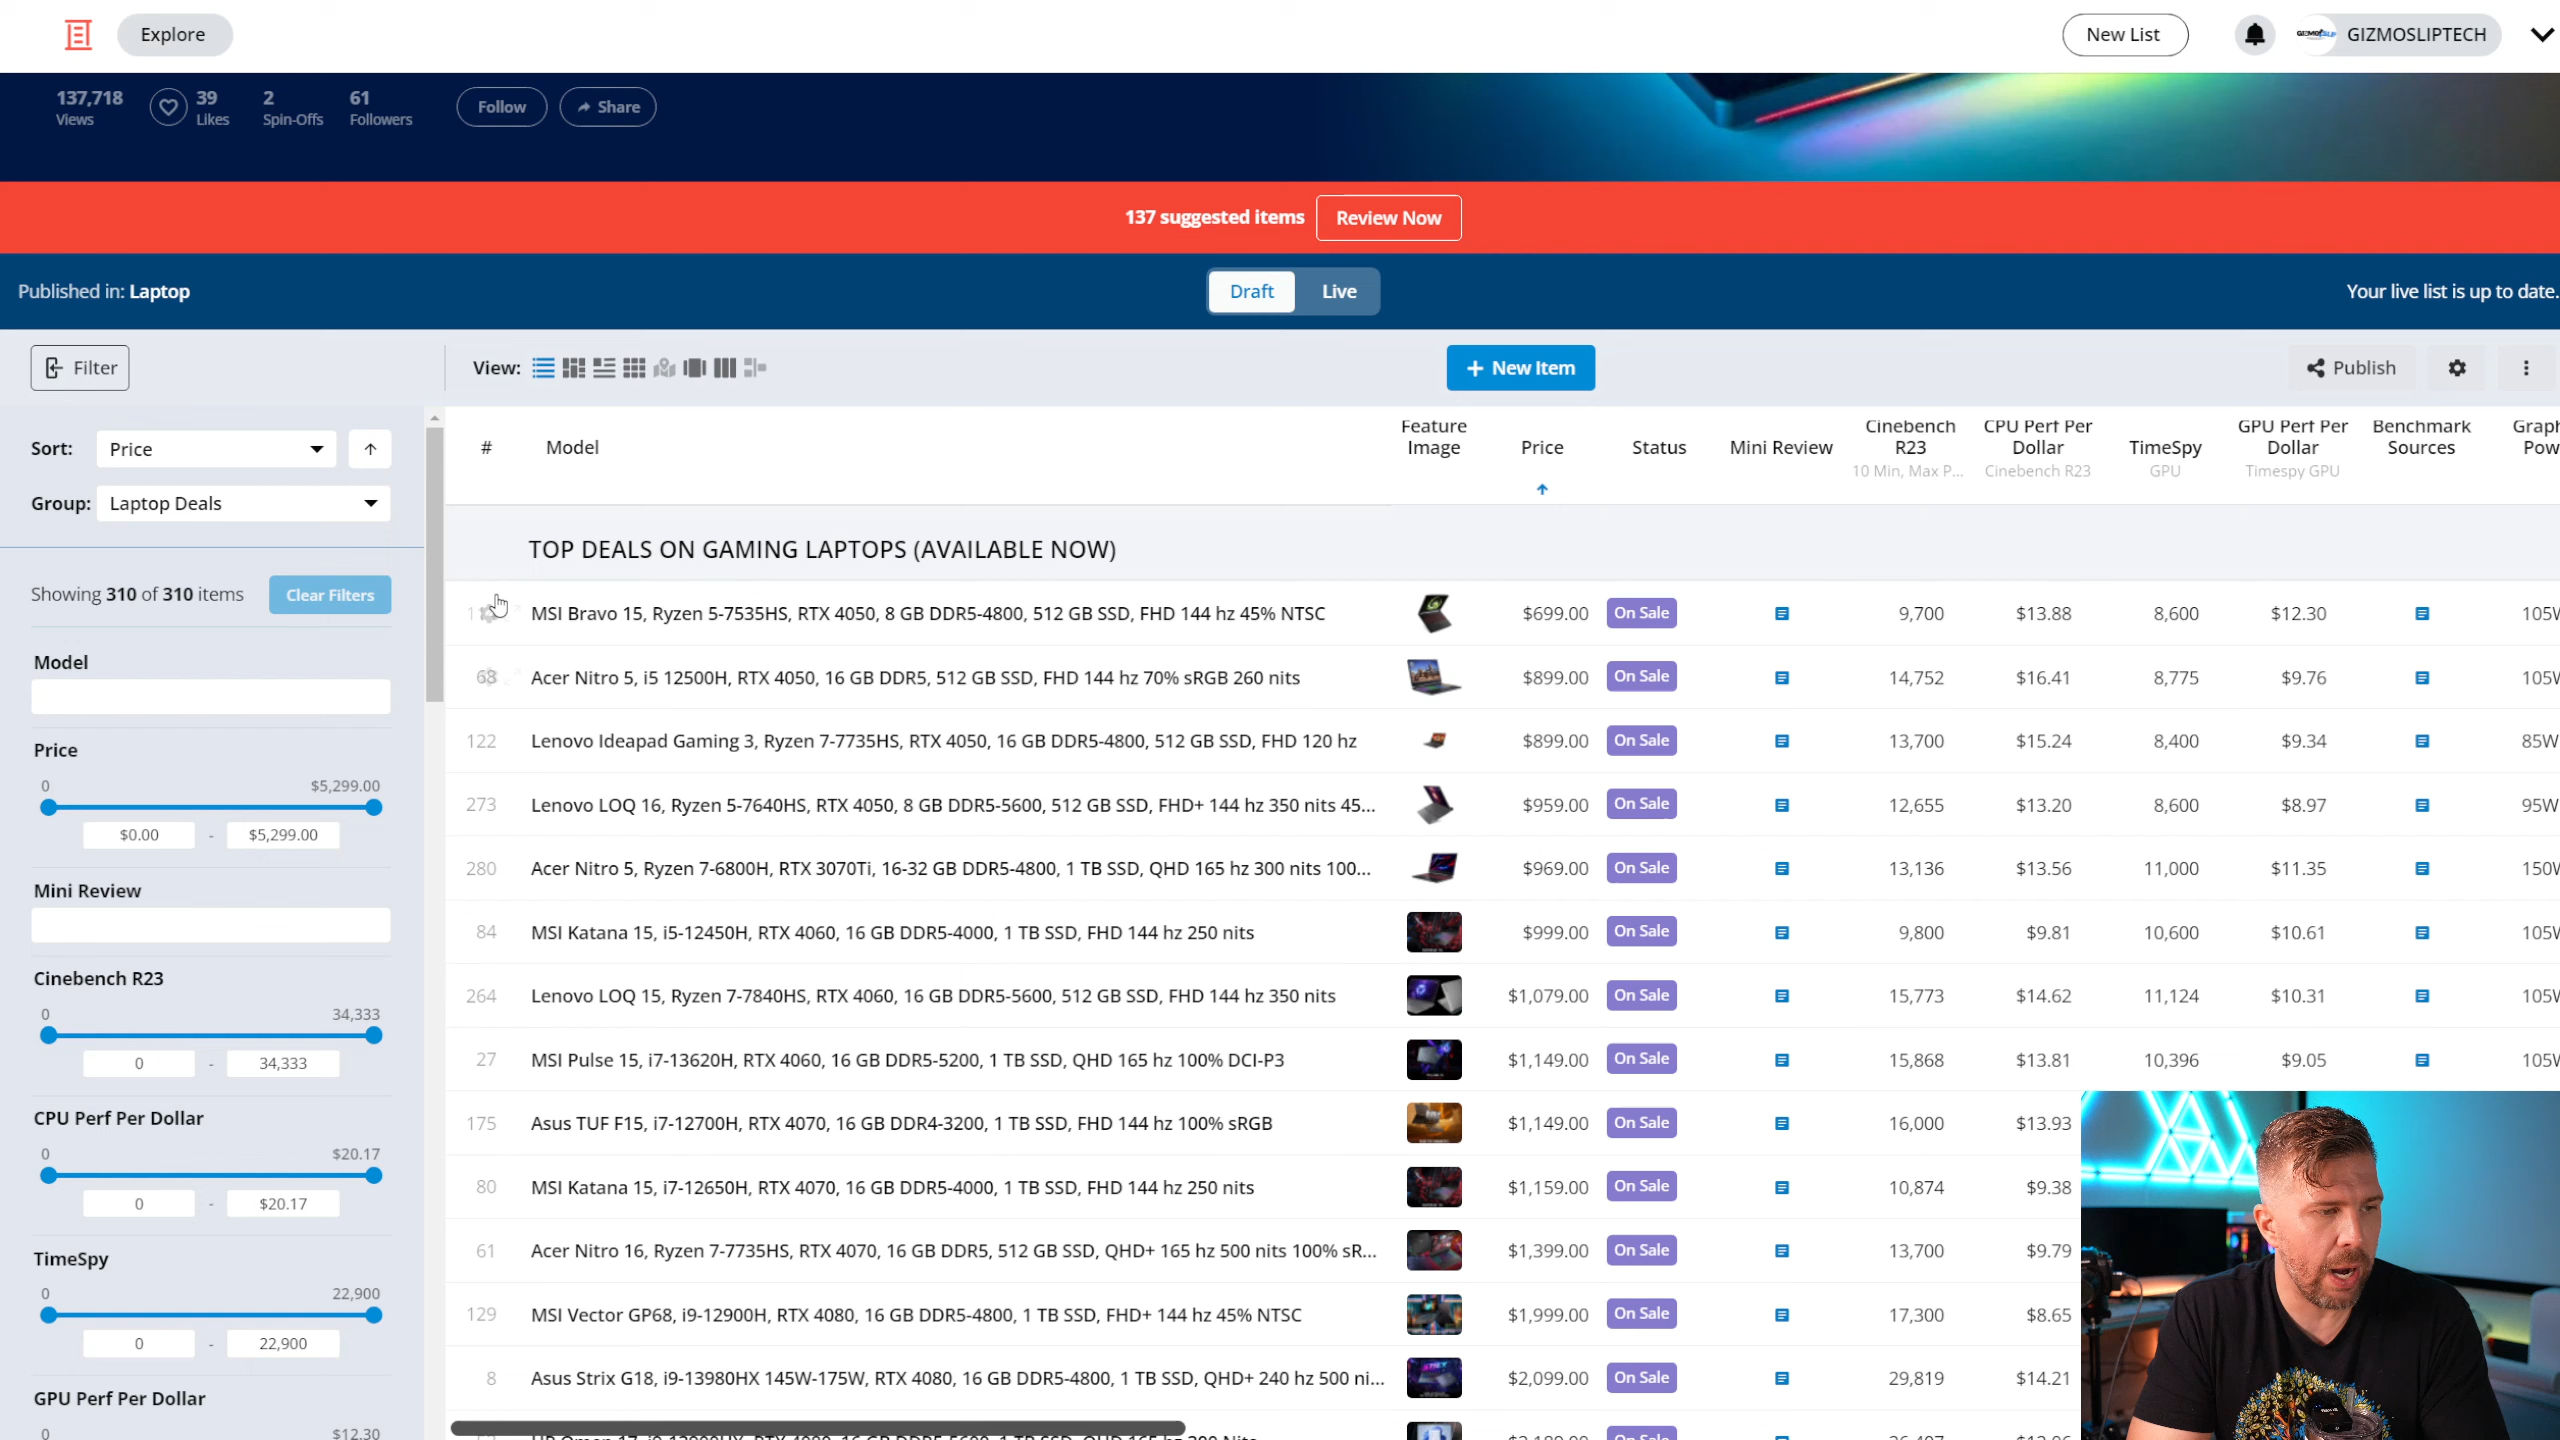 Explore
New List
GIZMOSLIPTECH
137,718
Views
39
Likes
2
Spin-Offs
61
Followers
Follow
Share
137 suggested items
Review Now
Published in: Laptop
Draft
Live
Your live list is up to date.
Filter
View:
+ New Item
Publish
Sort:
Price
Group:
Laptop Deals
Showing 310 of 310 items
Clear Filters
Model
Price
0
$5,299.00
$0.00 - $5,299.00
Mini Review
Cinebench R23
0
34,333
0 - 34,333
CPU Perf Per Dollar
0
$20.17
0 - $20.17
TimeSpy
0
22,900
0 - 22,900
GPU Perf Per Dollar
0
$12.30
# Model Feature Image Price Status Mini Review Cinebench R23 10 Min, Max P... CPU Perf Per Dollar Cinebench R23 TimeSpy GPU GPU Perf Per Dollar Timespy GPU Benchmark Sources Graph Pow
TOP DEALS ON GAMING LAPTOPS (AVAILABLE NOW)
MSI Bravo 15, Ryzen 5-7535HS, RTX 4050, 8 GB DDR5-4800, 512 GB SSD, FHD 144 hz 45% NTSC $699.00 On Sale 9,700 $13.88 8,600 $12.30 105W
68 Acer Nitro 5, i5 12500H, RTX 4050, 16 GB DDR5, 512 GB SSD, FHD 144 hz 70% sRGB 260 nits $899.00 On Sale 14,752 $16.41 8,775 $9.76 105W
122 Lenovo Ideapad Gaming 3, Ryzen 7-7735HS, RTX 4050, 16 GB DDR5-4800, 512 GB SSD, FHD 120 hz $899.00 On Sale 13,700 $15.24 8,400 $9.34 85W
273 Lenovo LOQ 16, Ryzen 5-7640HS, RTX 4050, 8 GB DDR5-5600, 512 GB SSD, FHD+ 144 hz 350 nits 45... $959.00 On Sale 12,655 $13.20 8,600 $8.97 95W
280 Acer Nitro 5, Ryzen 7-6800H, RTX 3070Ti, 16-32 GB DDR5-4800, 1 TB SSD, QHD 165 hz 300 nits 100... $969.00 On Sale 13,136 $13.56 11,000 $11.35 150W
84 MSI Katana 15, i5-12450H, RTX 4060, 16 GB DDR5-4000, 1 TB SSD, FHD 144 hz 250 nits $999.00 On Sale 9,800 $9.81 10,600 $10.61 105W
264 Lenovo LOQ 15, Ryzen 7-7840HS, RTX 4060, 16 GB DDR5-5600, 512 GB SSD, FHD 144 hz 350 nits $1,079.00 On Sale 15,773 $14.62 11,124 $10.31 105W
27 MSI Pulse 15, i7-13620H, RTX 4060, 16 GB DDR5-5200, 1 TB SSD, QHD 165 hz 100% DCI-P3 $1,149.00 On Sale 15,868 $13.81 10,396 $9.05 105W
175 Asus TUF F15, i7-12700H, RTX 4070, 16 GB DDR4-3200, 1 TB SSD, FHD 144 hz 100% sRGB $1,149.00 On Sale 16,000 $13.93
80 MSI Katana 15, i7-12650H, RTX 4070, 16 GB DDR5-4000, 1 TB SSD, FHD 144 hz 250 nits $1,159.00 On Sale 10,874 $9.38
61 Acer Nitro 16, Ryzen 7-7735HS, RTX 4070, 16 GB DDR5, 512 GB SSD, QHD+ 165 hz 500 nits 100% sR... $1,399.00 On Sale 13,700 $9.79
129 MSI Vector GP68, i9-12900H, RTX 4080, 16 GB DDR5-4800, 1 TB SSD, FHD+ 144 hz 45% NTSC $1,999.00 On Sale 17,300 $8.65
8 Asus Strix G18, i9-13980HX 145W-175W, RTX 4080, 16 GB DDR5-4800, 1 TB SSD, QHD+ 240 hz 500 ni... $2,099.00 On Sale 29,819 $14.21